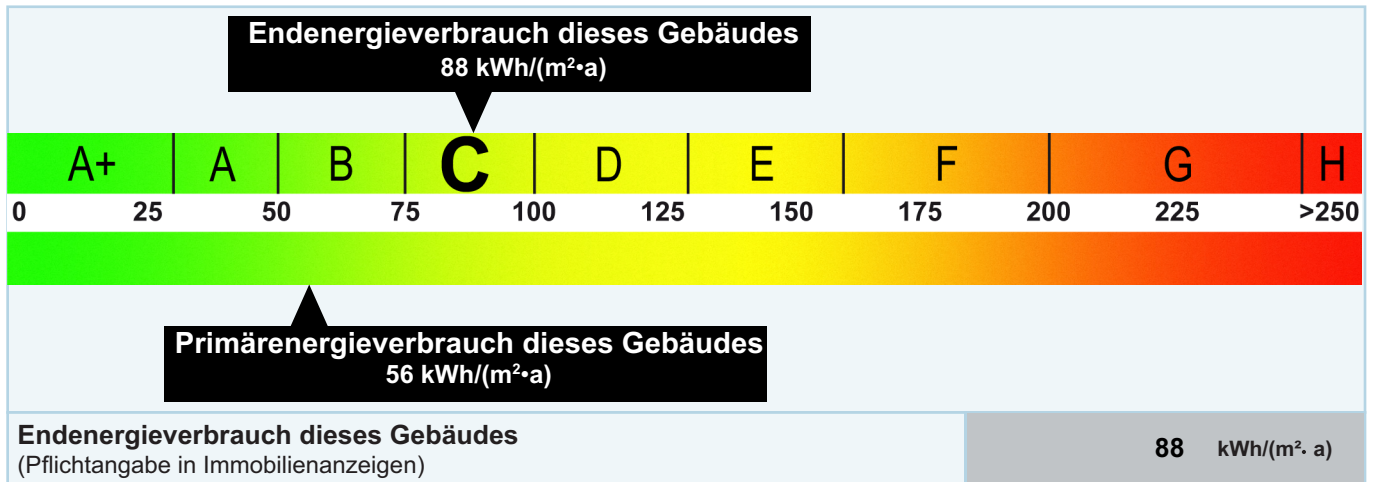 Endenergieverbrauch dieses Gebäudes
88 kWh/(m²•a)
A+ A B C D E F G H
0 25 50 75 100 125 150 175 200 225 >250
Primärenergieverbrauch dieses Gebäudes
56 kWh/(m²•a)
Endenergieverbrauch dieses Gebäudes 88 kWh/(m²· a)
(Pflichtangabe in Immobilienanzeigen)